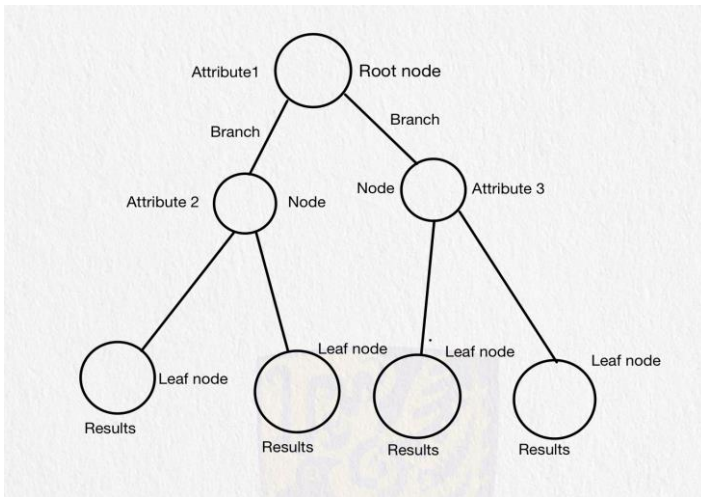 Attribute1
Root node
Branch
Branch
Attribute 2
Node
Node
Attribute 3
Leaf node
Leaf node
Leaf node
Leaf node
Results
Results
Results
Results